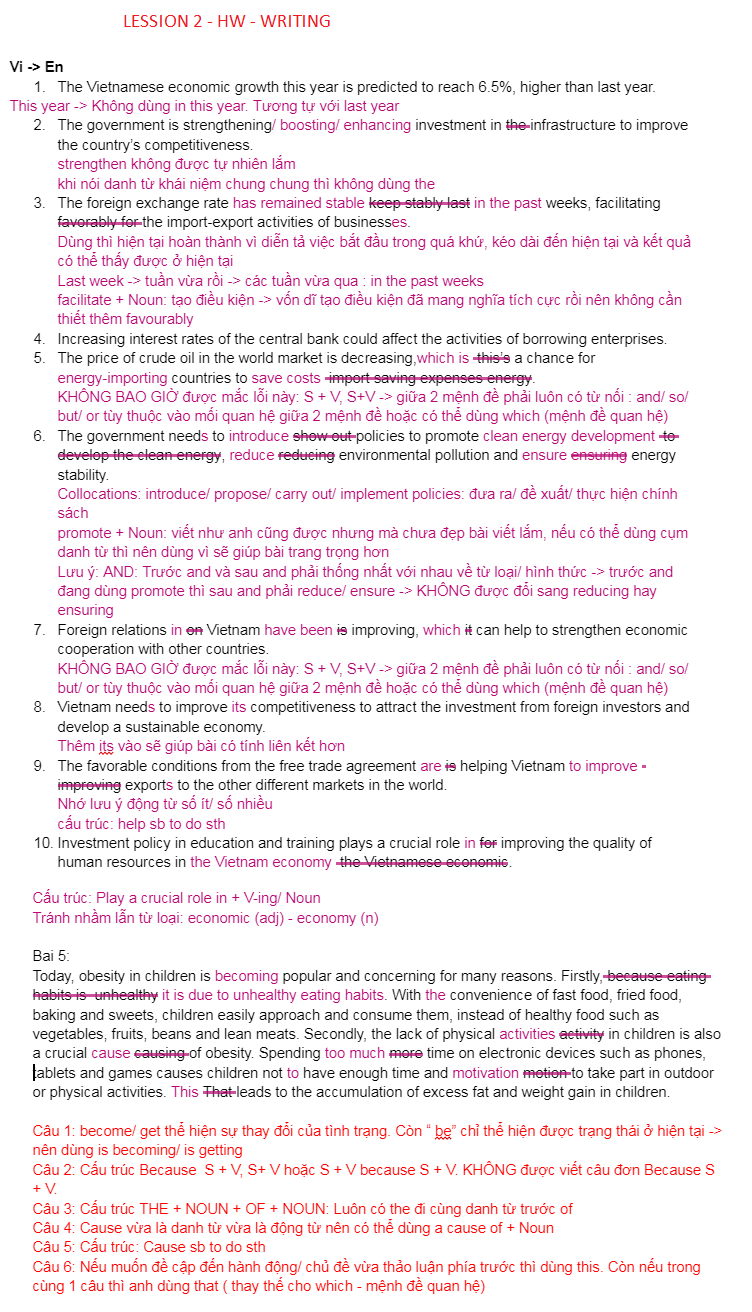 LESSION 2 - HW - WRITING
Vi -> En
1. The Vietnamese economic growth this year is predicted to reach 6.5%, higher than last year.
This year -> Không dùng in this year. Tương tự với last year
2. The government is strengthening/ boosting/ enhancing investment in the infrastructure to improve
the country's competitiveness.
strengthen không được tự nhiên lắm
khi nói danh từ khái niệm chung chung thì không dùng the
3. The foreign exchange rate has remained stable keep stably last in the past weeks, facilitating
favorably for the import-export activities of businesses.
Dùng thì hiện tại hoàn thành vì diễn tả việc bắt đầu trong quá khứ, kéo dài đến hiện tại và kết quả
có thể thấy được ở hiện tại
Last week -> tuần vừa rồi -> các tuần vừa qua : in the past weeks
facilitate + Noun: tạo điều kiện -> vốn dĩ tạo điều kiện đã mang nghĩa tích cực rồi nên không cần
thiết thêm favourably
4. Increasing interest rates of the central bank could affect the activities of borrowing enterprises.
5. The price of crude oil in the world market is decreasing,which is this's a chance for
energy-importing countries to save costs import saving expenses energy.
KHÔNG BAO GIỜ được mắc lỗi này: S + V, S+V -> giữa 2 mệnh đề phải luôn có từ nối : and/ so/
but/ or tùy thuộc vào mối quan hệ giữa 2 mệnh đề hoặc có thể dùng which (mệnh đề quan hệ)
6. The government needs to introduce show out policies to promote clean energy development to
develop the clean energy, reduce reducing environmental pollution and ensure ensuring energy
stability.
Collocations: introduce/ propose/ carry out/ implement policies: đưa ra/ đề xuất/ thực hiện chính
sách
promote + Noun: viết như anh cũng được nhưng mà chưa đẹp bài viết lắm, nếu có thể dùng cụm
danh từ thì nên dùng vì sẽ giúp bài trang trọng hơn
Lưu ý: AND: Trước and và sau and phải thống nhất với nhau về từ loại/ hình thức -> trước and
đang dùng promote thì sau and phải reduce/ ensure -> KHÔNG được đổi sang reducing hay
ensuring
7. Foreign relations in on Vietnam have been is improving, which it can help to strengthen economic
cooperation with other countries.
KHÔNG BAO GIỜ được mắc lỗi này: S + V, S+V -> giữa 2 mệnh đề phải luôn có từ nối : and/ so/
but/ or tùy thuộc vào mối quan hệ giữa 2 mệnh đề hoặc có thể dùng which (mệnh đề quan hệ)
8. Vietnam needs to improve its competitiveness to attract the investment from foreign investors and
develop a sustainable economy.
Thêm its vào sẽ giúp bài có tính liên kết hơn
9. The favorable conditions from the free trade agreement are is helping Vietnam to improve
improving exports to the other different markets in the world.
Nhớ lưu ý động từ số ít/ số nhiều
cấu trúc: help sb to do sth
10. Investment policy in education and training plays a crucial role in for improving the quality of
human resources in the Vietnam economy the Vietnamese economic.
Cấu trúc: Play a crucial role in + V-ing/ Noun
Tránh nhầm lẫn từ loại: economic (adj) - economy (n)
Bai 5:
Today, obesity in children is becoming popular and concerning for many reasons. Firstly, because eating
habits is unhealthy it is due to unhealthy eating habits. With the convenience of fast food, fried food,
baking and sweets, children easily approach and consume them, instead of healthy food such as
vegetables, fruits, bears and lean meats. Secondly, the lack of physical activities activity in children is also
a crucial cause causing of obesity. Spending too much more time on electronic devices such as phones,
tablets and games causes children not to have enough time and motivation motion to take part in outdoor
or physical activities. This That leads to the accumulation of excess fat and weight gain in children.
Câu 1: become/ get thể hiện sự thay đổi của tình trạng. Còn " be" chỉ thể hiện được trạng thái ở hiện tại ->
nên dùng is becoming/ is getting
Câu 2: Cấu trúc Because S + V, S+ V hoặc S + V because S + V. KHÔNG được viết câu đơn Because S
+ V.
Câu 3: Cấu trúc THE + NOUN + OF + NOUN: Luôn có the đi cùng danh từ trước of
Câu 4: Cause vừa là danh từ vừa là động từ nên có thể dùng a cause of + Noun
Câu 5: Cấu trúc: Cause sb to do sth
Câu 6: Nếu muốn đề cập đến hành động/ chủ đề vừa thảo luận phía trước thì dùng this. Còn nếu trong
cùng 1 câu thì anh dùng that ( thay thế cho which - mệnh đề quan hệ)